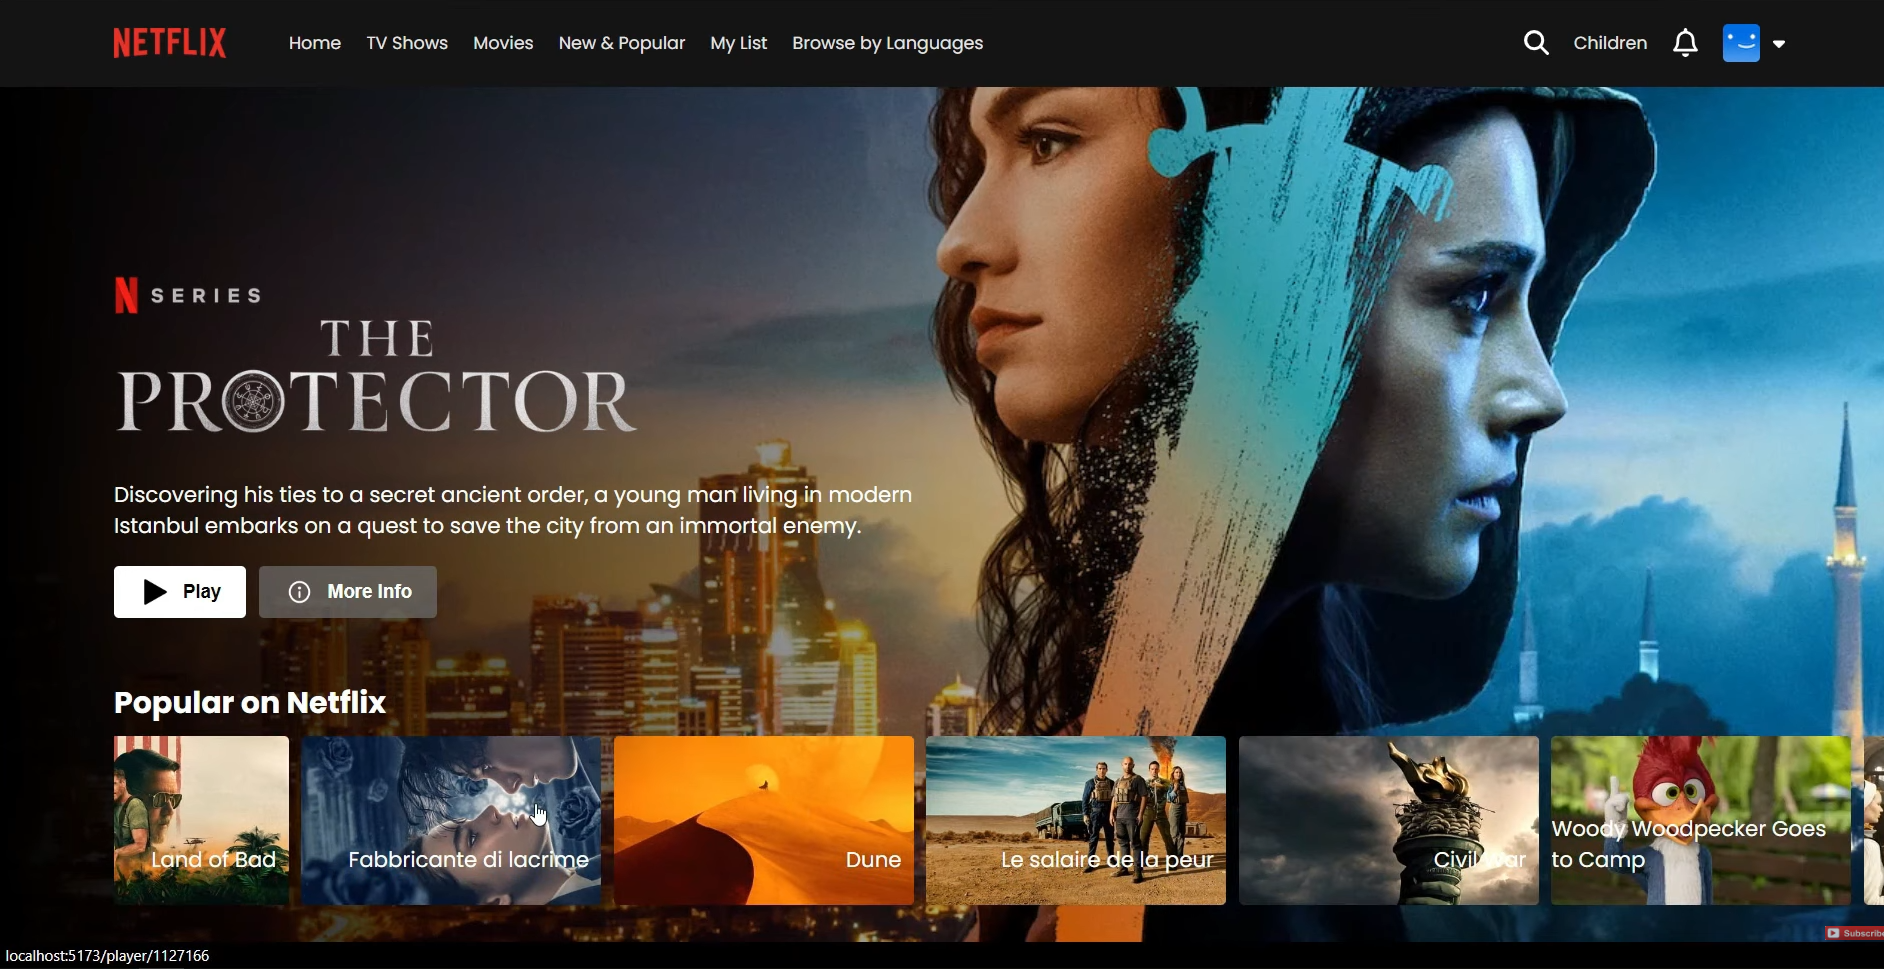 NETFLIX
Home
TV Shows
Movies
New & Popular
My List
Browse by Languages
Children
N SERIES
THE
PROTECTOR
Discovering his ties to a secret ancient order, a young man living in modern
Istanbul embarks on a quest to save the city from an immortal enemy.
Play
More Info
Popular on Netflix
Land of Bad
Fabbricante di lacrime
Dune
Le salaire de la peur
Civil War
Woody Woodpecker Goes
to Camp
Subscribe
localhost:5173/player/1127166